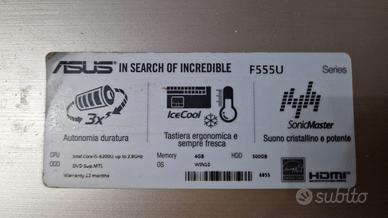 ASUS IN SEARCH OF INCREDIBLE F555U Series
3x
IceCool
SonicMaster
Autonomia duratura
Tastiera ergonomica e
sempre fresca
Suono cristallino e potente
CPU Intel Core i5-6200U up to 2.8GHz Memory 4GB HDD 500GB
ODD DVD Sup.MTL OS WIN10
Warranty 12 months
6855
HDMI
subito